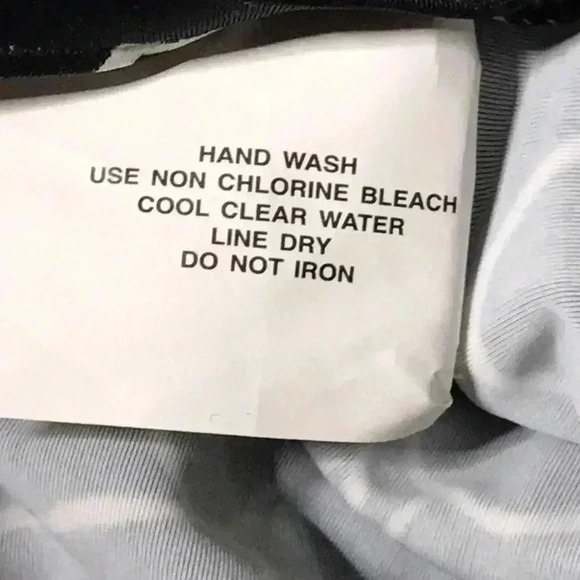 HAND WASH
USE NON CHLORINE BLEACH
COOL CLEAR WATER
LINE DRY
DO NOT IRON